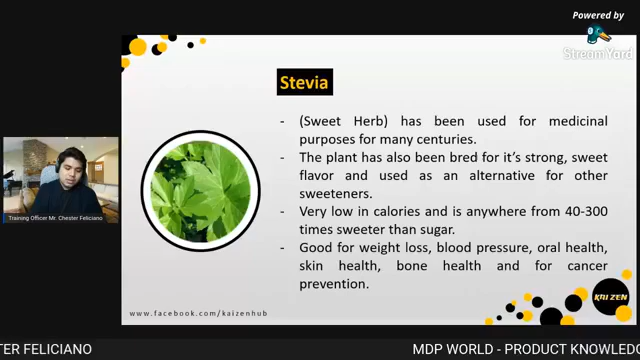 Powered by
StreamYard
Stevia
- (Sweet Herb) has been used for medicinal
purposes for many centuries.
- The plant has also been bred for it's strong, sweet
flavor and used as an alternative for other
sweeteners.
- Very low in calories and is anywhere from 40-300
times sweeter than sugar.
- Good for weight loss, blood pressure, oral health,
skin health, bone health and for cancer
prevention.
Training Officer Mr. Chester Feliciano
www.facebook.com/kaizenhub
KAIZEN
TER FELICIANO
MDP WORLD - PRODUCT KNOWLEDG